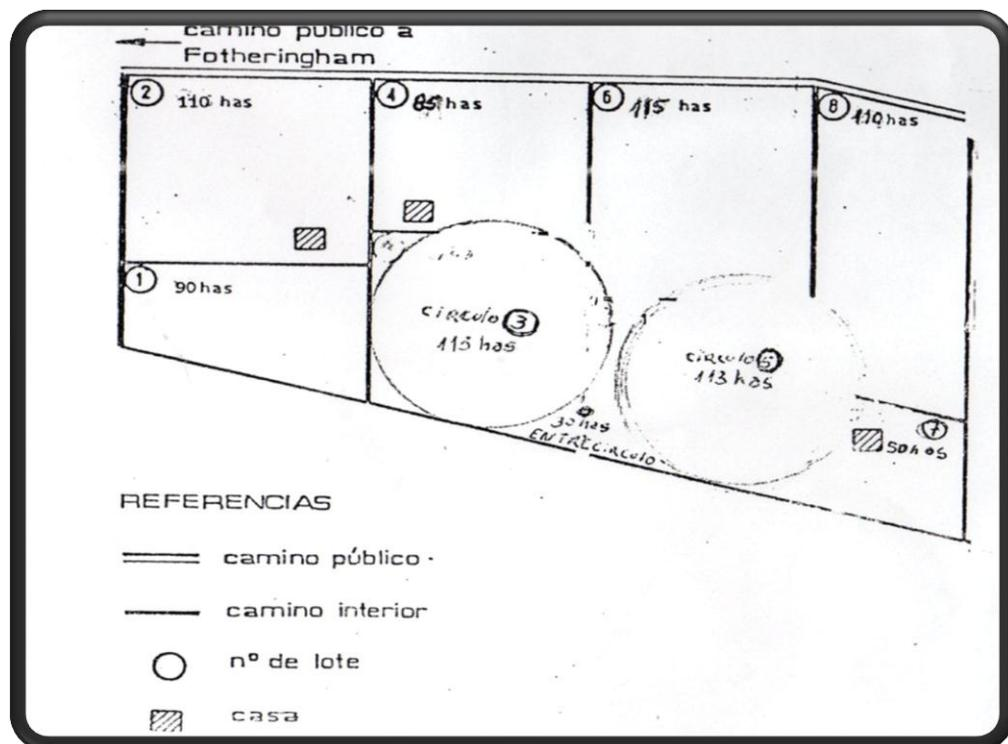 camino público a
Fotheringham
2 110 has
4 85 has
6 115 has
8 110 has
1 90 has
CIRCULO 3
115 has
CIRCULO 5
113 has
30 has
ENTRECIRCULO
7
50 has
REFERENCIAS
camino público
camino interior
nº de lote
casa